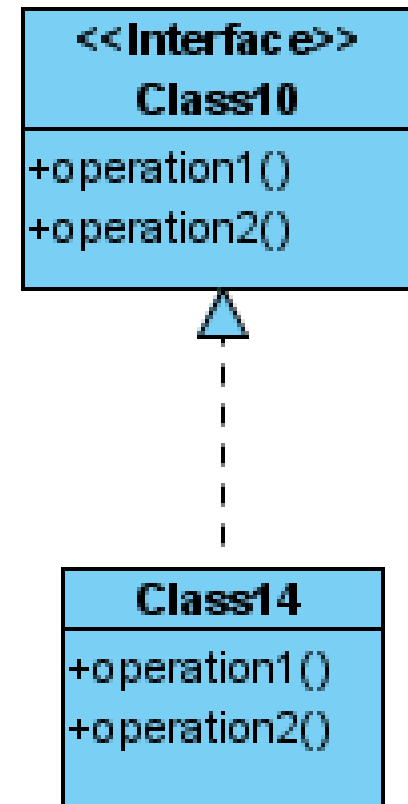 <<Interface>>
Class10
+operation1()
+operation2()
Class14
+operation1()
+operation2()